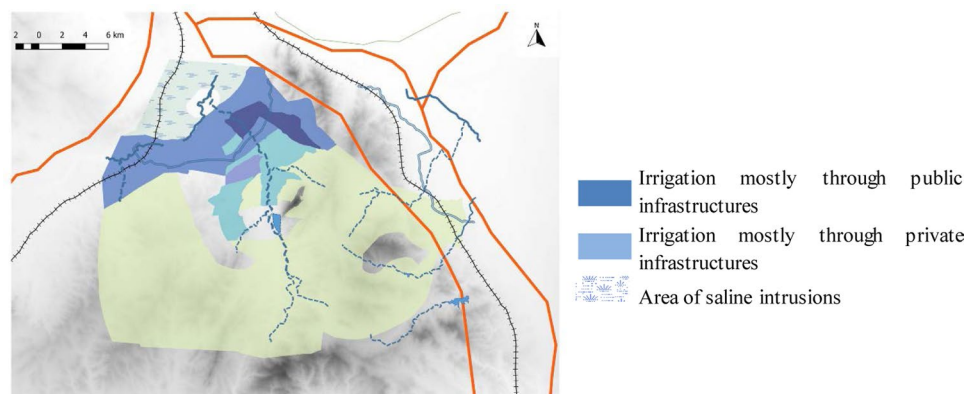 2 0 2 4 6 km
N
Irrigation mostly through public
infrastructures
Irrigation mostly through private
infrastructures
Area of saline intrusions